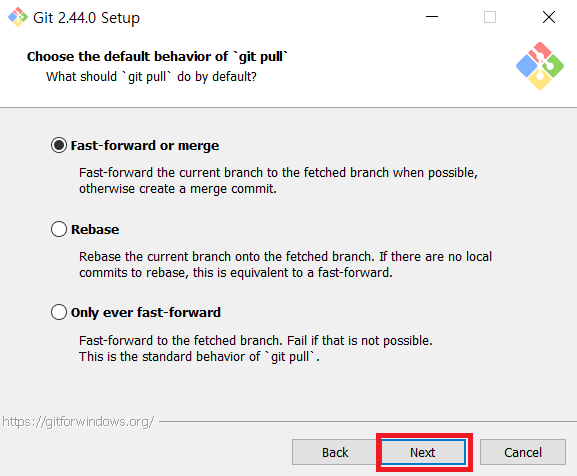 Git 2.44.0 Setup
Choose the default behavior of `git pull`
What should `git pull` do by default?
Fast-forward or merge
Fast-forward the current branch to the fetched branch when possible,
otherwise create a merge commit.
Rebase
Rebase the current branch onto the fetched branch. If there are no local
commits to rebase, this is equivalent to a fast-forward.
Only ever fast-forward
Fast-forward to the fetched branch. Fail if that is not possible.
This is the standard behavior of `git pull`.
https://gitforwindows.org/
Back Next Cancel